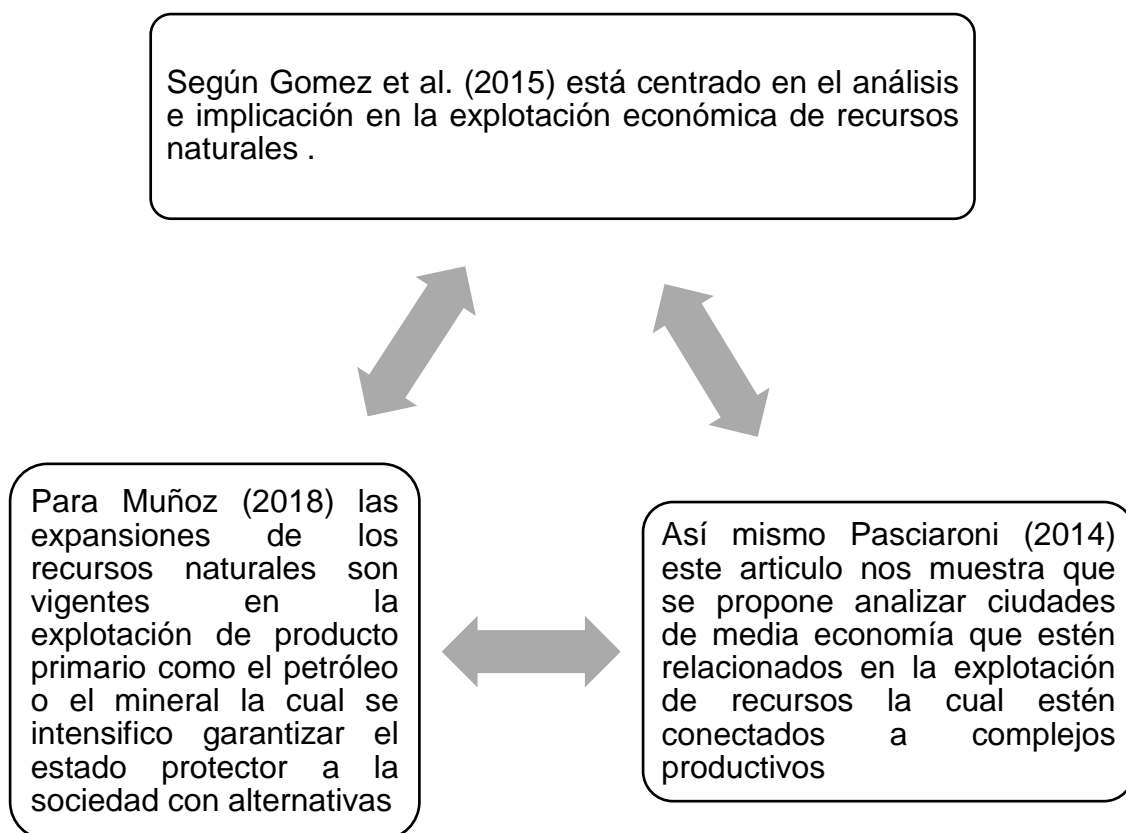 Según Gomez et al. (2015) está centrado en el análisis
e implicación en la explotación económica de recursos
naturales .
Para Muñoz (2018) las
expansiones de los
recursos naturales son
vigentes en la
explotación de producto
primario como el petróleo
o el mineral la cual se
intensifico garantizar el
estado protector a la
sociedad con alternativas
Así mismo Pasciaroni (2014)
este articulo nos muestra que
se propone analizar ciudades
de media economía que estén
relacionados en la explotación
de recursos la cual estén
conectados a complejos
productivos